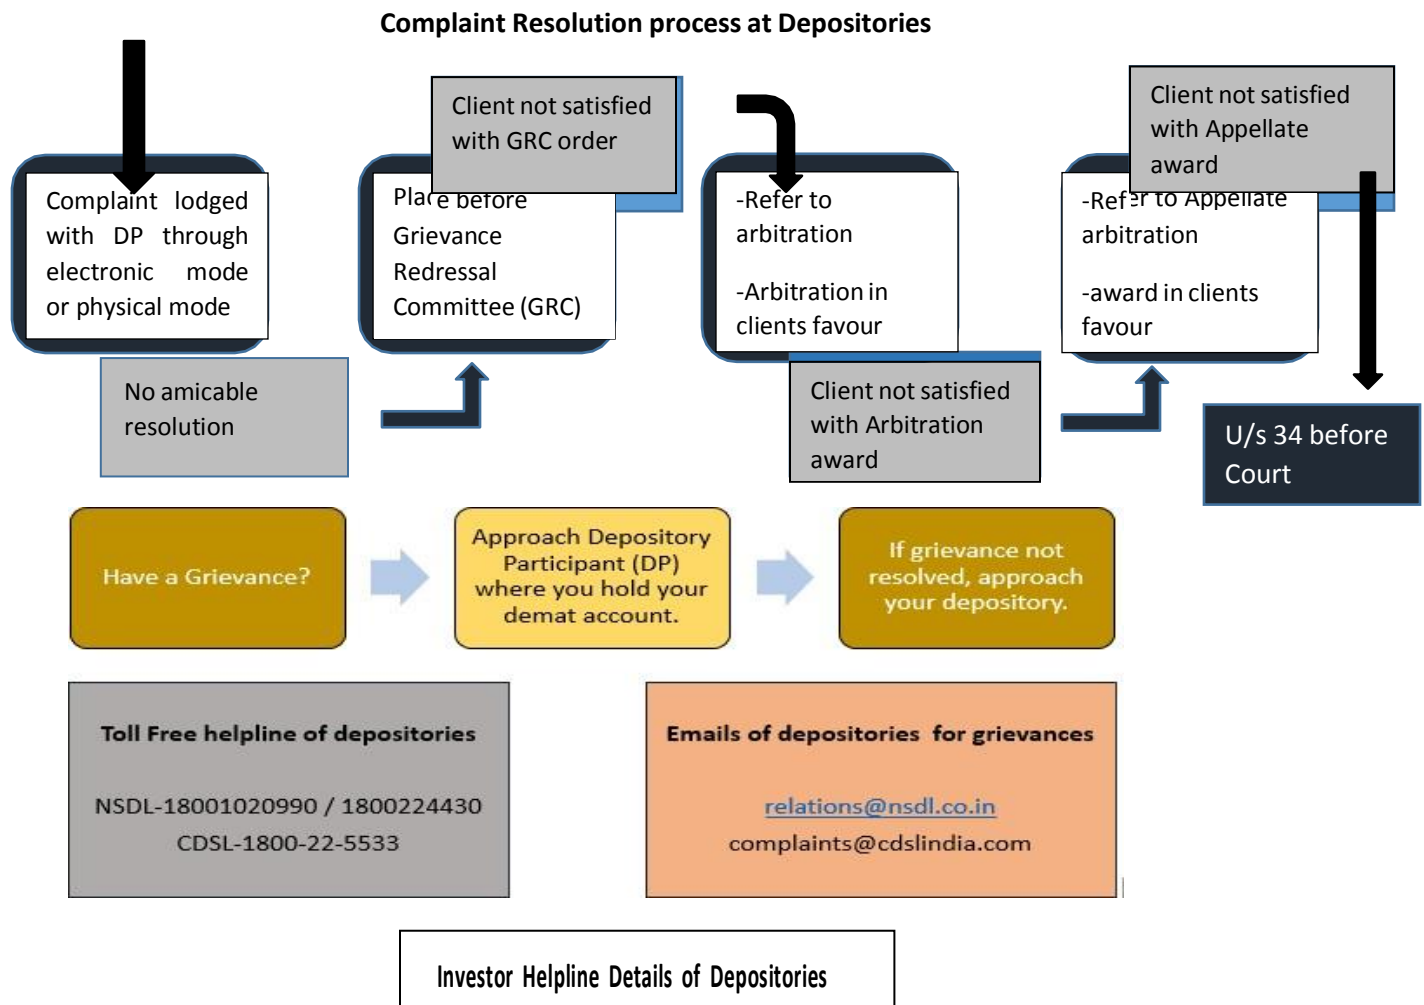 Complaint Resolution process at Depositories
Complaint lodged
with DP through
electronic mode
or physical mode
No amicable
resolution
Place before
Grievance
Redressal
Committee (GRC)
Client not satisfied
with GRC order
-Refer to
arbitration
-Arbitration in
clients favour
Client not satisfied
with Arbitration
award
-Refer to Appellate
arbitration
-award in clients
favour
Client not satisfied
with Appellate
award
U/s 34 before
Court
Have a Grievance?
Approach Depository
Participant (DP)
where you hold your
demat account.
If grievance not
resolved, approach
your depository.
Toll Free helpline of depositories
NSDL-18001020990 / 1800224430
CDSL-1800-22-5533
Emails of depositories for grievances
relations@nsdl.co.in
complaints@cdslindia.com
Investor Helpline Details of Depositories